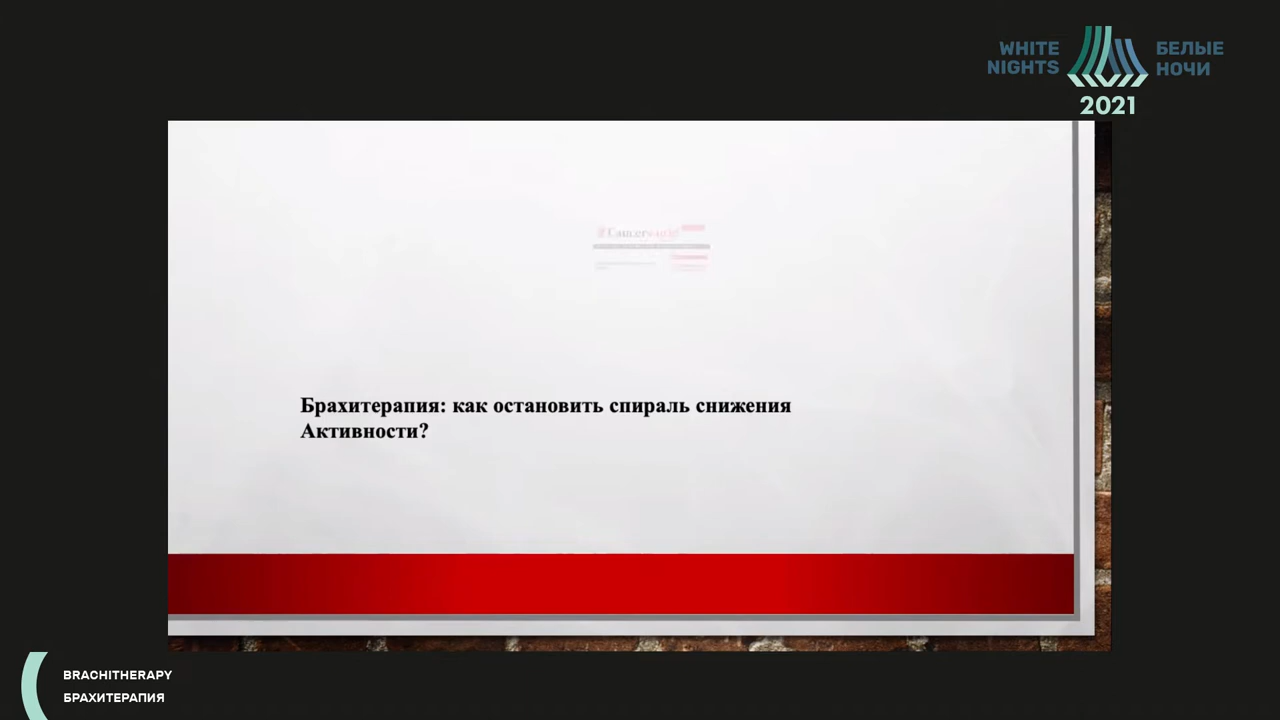 WHITE
NIGHTS
БЕЛЫЕ
НОЧИ
2021
Брахитерапия: как остановить спираль снижения
Активности?
BRACHITHERAPY
БРАХИТЕРАПИЯ